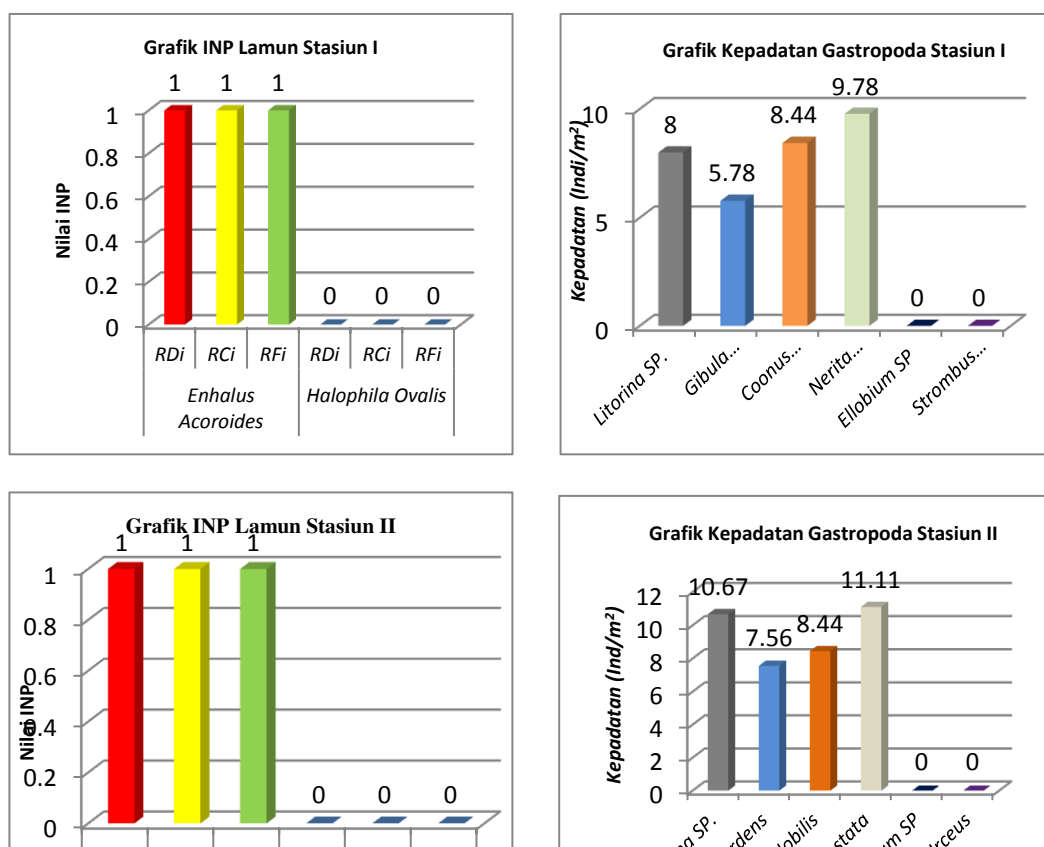 Grafik INP Lamun Stasiun I
1 1 1
1
0.8
0.6
0.4
0.2
0
Nilai INP
0 0 0
RDi RCi RFi RDi RCi RFi
Enhalus Acoroides
Halophila Ovalis
Grafik Kepadatan Gastropoda Stasiun I
10
5
0
Kepadatan (Indi/m²)
8
5.78
8.44
9.78
0
0
Litorina SP.
Gibula...
Coonus...
Nerita...
Ellobium SP
Strombus...
Grafik INP Lamun Stasiun II
1 1 1
1
0.8
0.6
0.4
0.2
0
Nilai INP
0 0 0
Grafik Kepadatan Gastropoda Stasiun II
12
10
8
6
4
2
0
Kepadatan (Ind/m²)
10.67
7.56
8.44
11.11
0
0
SP.
SP